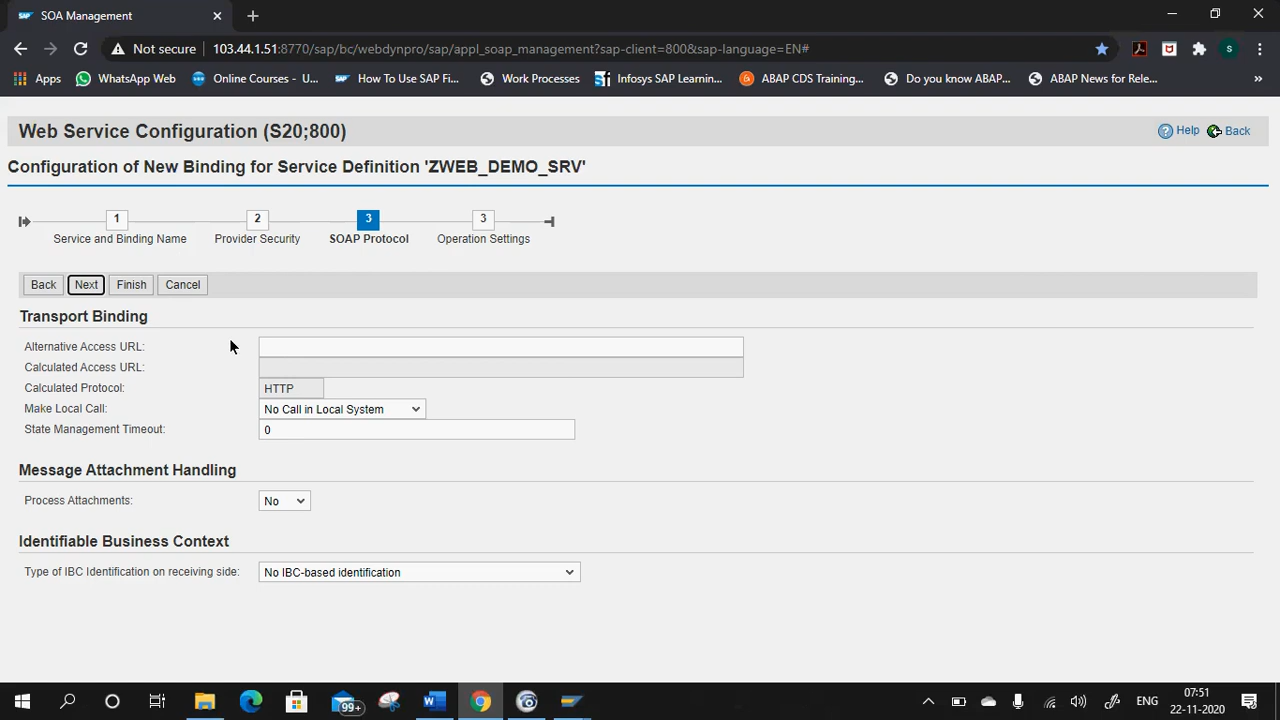 SAP SOA Management
Not secure 103.44.1.51:8770/sap/bc/webdynpro/sap/appl_soap_management?sap-client=800&sap-language=EN# S
Apps WhatsApp Web Online Courses - U... SAP How To Use SAP Fi... Work Processes Infosys SAP Learnin... ABAP CDS Training... Do you know ABAP... ABAP News for Rele... »
Web Service Configuration (S20;800) Help Back
Configuration of New Binding for Service Definition 'ZWEB_DEMO_SRV'
1 2 3 3
Service and Binding Name Provider Security SOAP Protocol Operation Settings
Back Next Finish Cancel
Transport Binding
Alternative Access URL:
Calculated Access URL:
Calculated Protocol: HTTP
Make Local Call: No Call in Local System
State Management Timeout: 0
Message Attachment Handling
Process Attachments: No
Identifiable Business Context
Type of IBC Identification on receiving side: No IBC-based identification
99+ ENG 07:51
22-11-2020